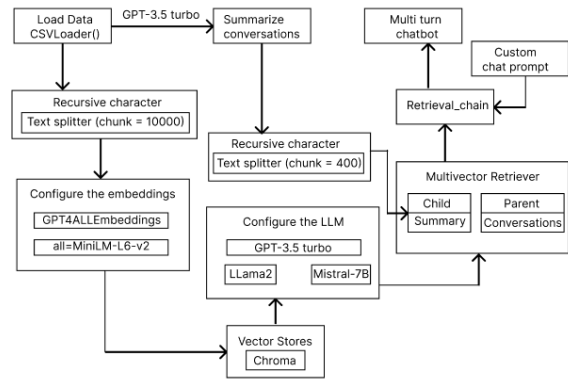 Load Data
CSVLoader()
GPT-3.5 turbo
Summarize
conversations
Multi turn
chatbot
Custom
chat prompt
Retrieval_chain
Recursive character
Text splitter (chunk = 10000)
Recursive character
Text splitter (chunk = 400)
Configure the embeddings
GPT4ALLEmbeddings
all=MiniLM-L6-v2
Multivector Retriever
Child
Summary
Parent
Conversations
Configure the LLM
GPT-3.5 turbo
LLama2
Mistral-7B
Vector Stores
Chroma